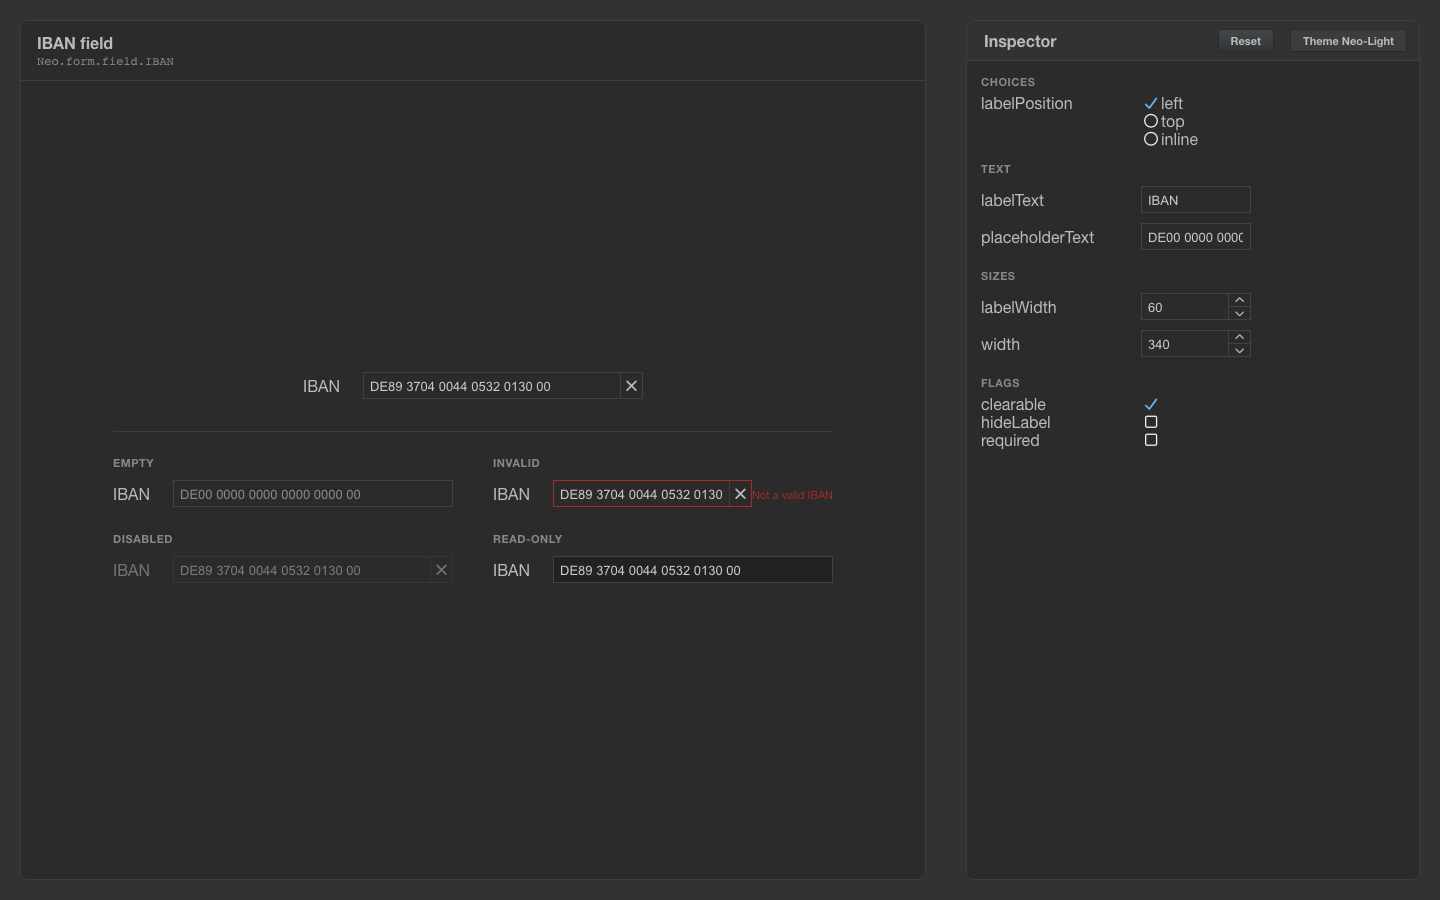 IBAN field
Neo.form.field.IBAN
IBAN DE89 3704 0044 0532 0130 00
EMPTY
IBAN DE00 0000 0000 0000 0000 00
INVALID
IBAN DE89 3704 0044 0532 0130 Not a valid IBAN
DISABLED
IBAN DE89 3704 0044 0532 0130 00
READ-ONLY
IBAN DE89 3704 0044 0532 0130 00
Inspector Reset Theme Neo-Light
CHOICES
labelPosition left
top
inline
TEXT
labelText IBAN
placeholderText DE00 0000 000
SIZES
labelWidth 60
width 340
FLAGS
clearable
hideLabel
required